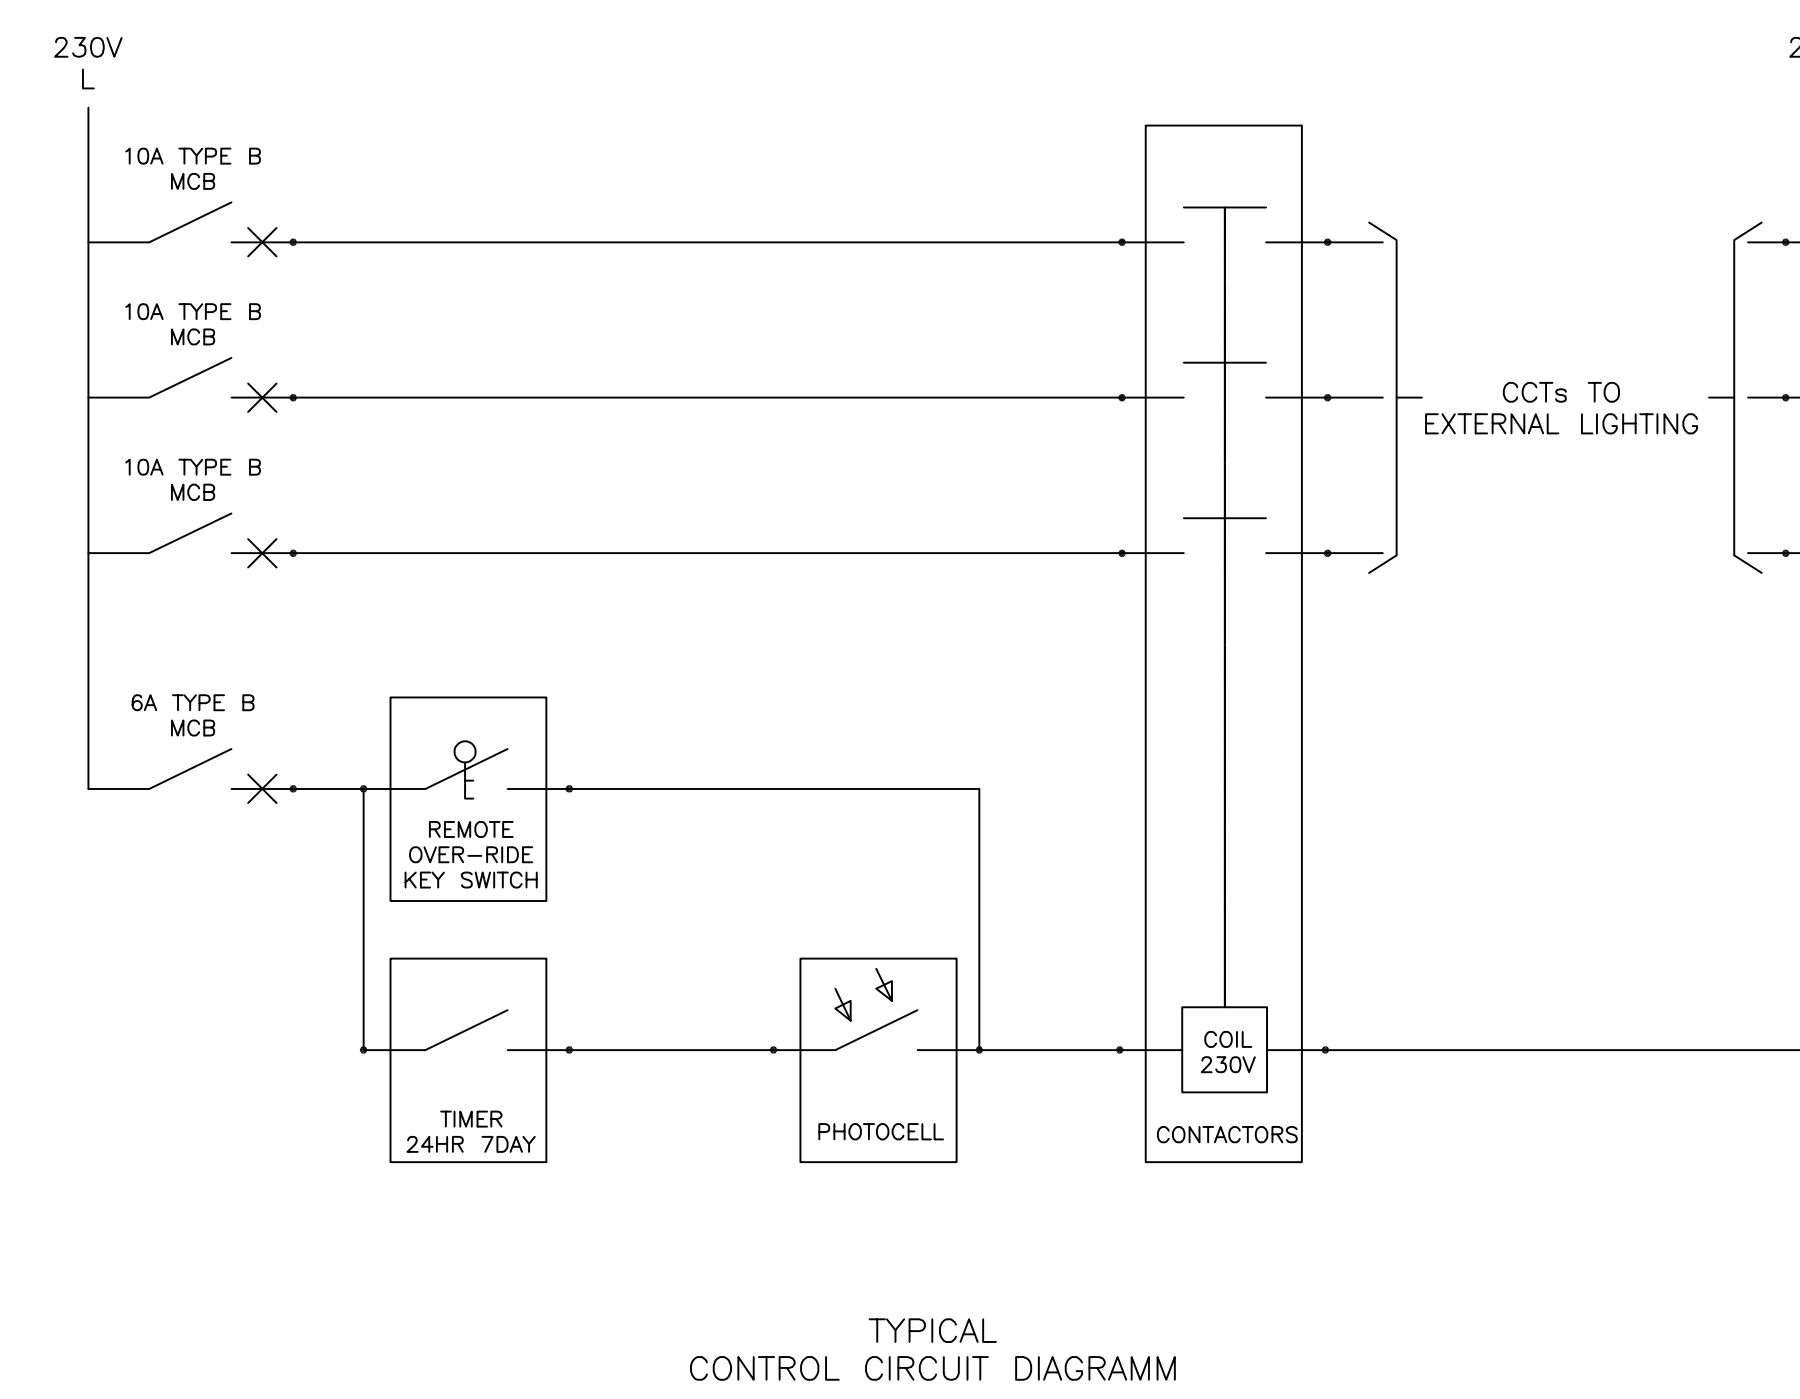 230V
L
10A TYPE B
MCB
10A TYPE B
MCB
CCTs TO
EXTERNAL LIGHTING
10A TYPE B
MCB
6A TYPE B
MCB
REMOTE
OVER-RIDE
KEY SWITCH
COIL
230V
TIMER
24HR 7DAY
PHOTOCELL
CONTACTORS
TYPICAL
CONTROL CIRCUIT DIAGRAMM